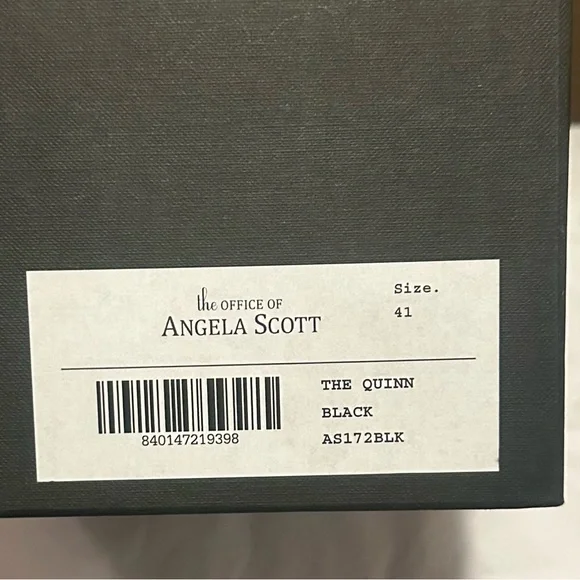 the OFFICE OF
ANGELA SCOTT
Size.
41
THE QUINN
BLACK
AS172BLK
840147219398